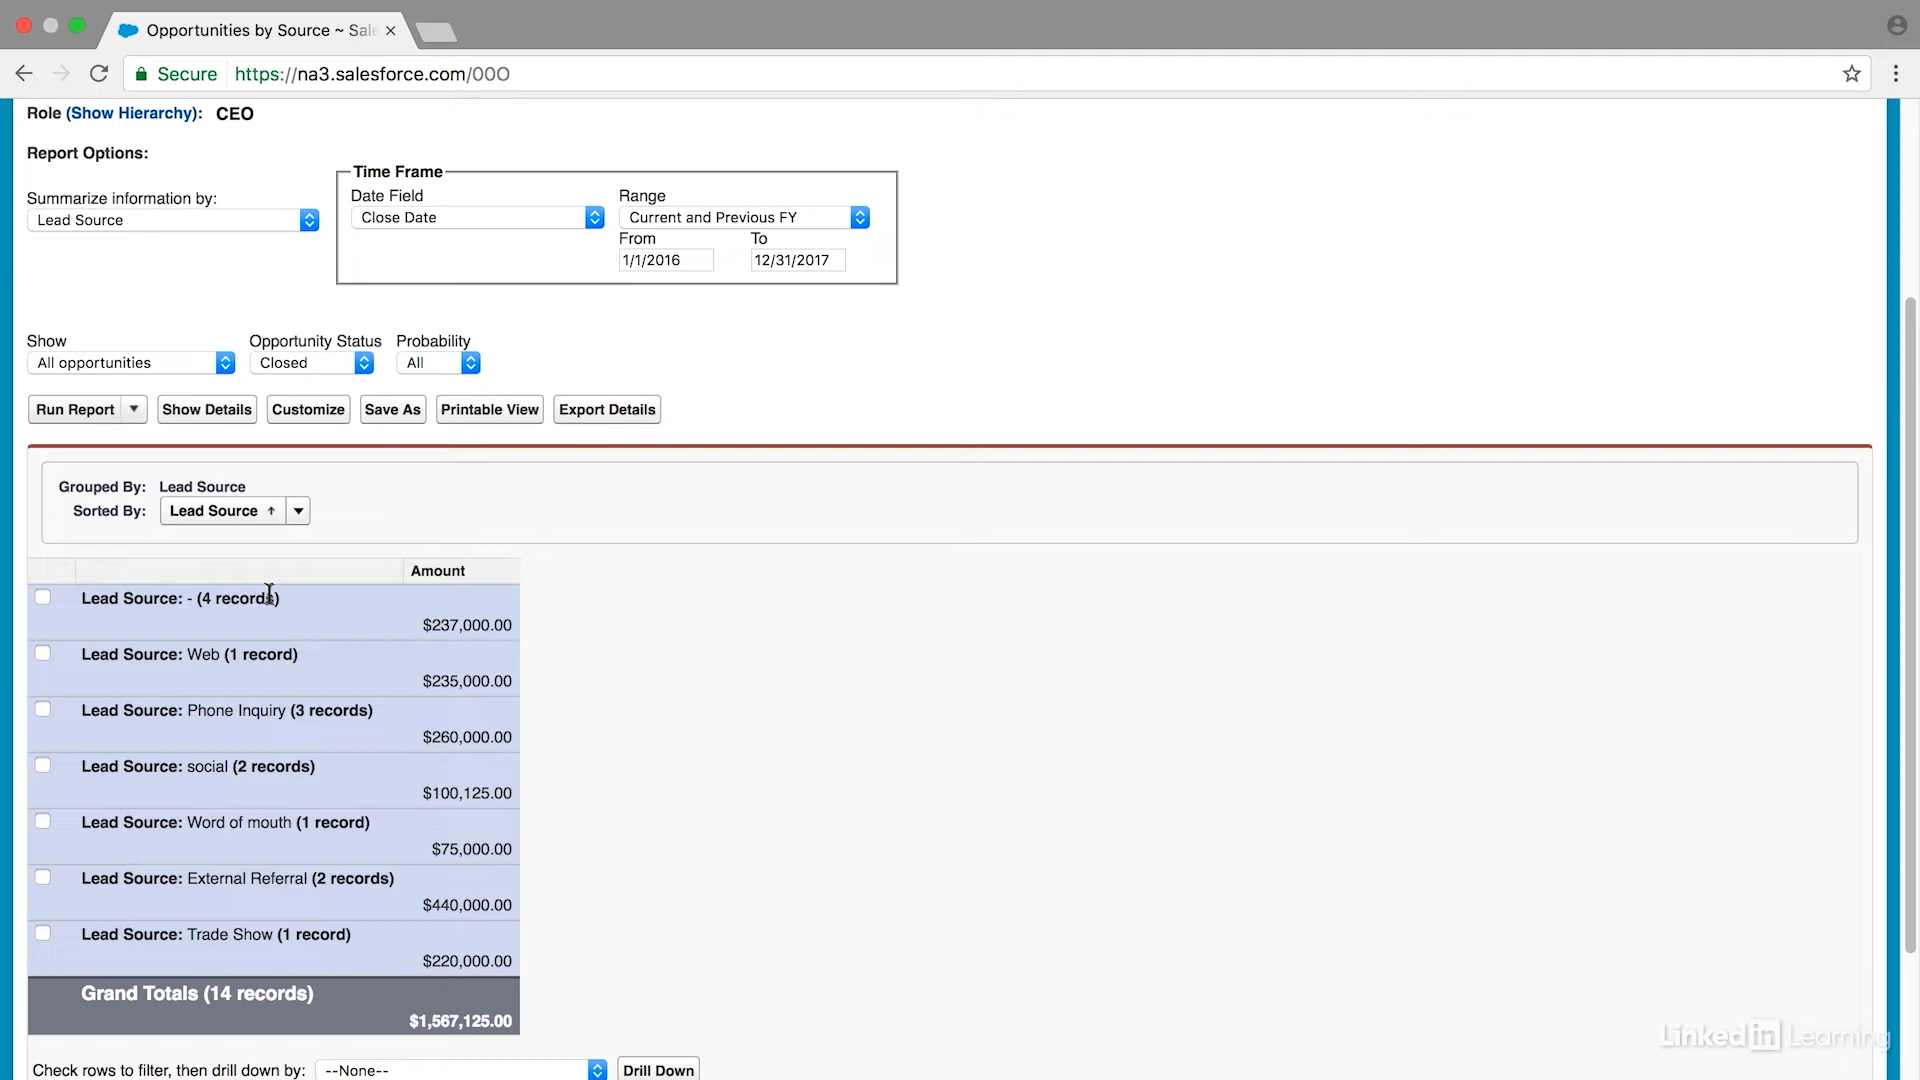 Opportunities by Source ~ Sale
Secure https://na3.salesforce.com/00O
Role (Show Hierarchy): CEO
Report Options:
Time Frame
Summarize information by:
Lead Source
Date Field
Close Date
Range
Current and Previous FY
From
1/1/2016
To
12/31/2017
Show
All opportunities
Opportunity Status
Closed
Probability
All
Run Report
Show Details
Customize
Save As
Printable View
Export Details
Grouped By: Lead Source
Sorted By: Lead Source ↑
Amount
Lead Source: - (4 records)
$237,000.00
Lead Source: Web (1 record)
$235,000.00
Lead Source: Phone Inquiry (3 records)
$260,000.00
Lead Source: social (2 records)
$100,125.00
Lead Source: Word of mouth (1 record)
$75,000.00
Lead Source: External Referral (2 records)
$440,000.00
Lead Source: Trade Show (1 record)
$220,000.00
Grand Totals (14 records)
$1,567,125.00
Check rows to filter, then drill down by: --None-- Drill Down
Linked in Learning